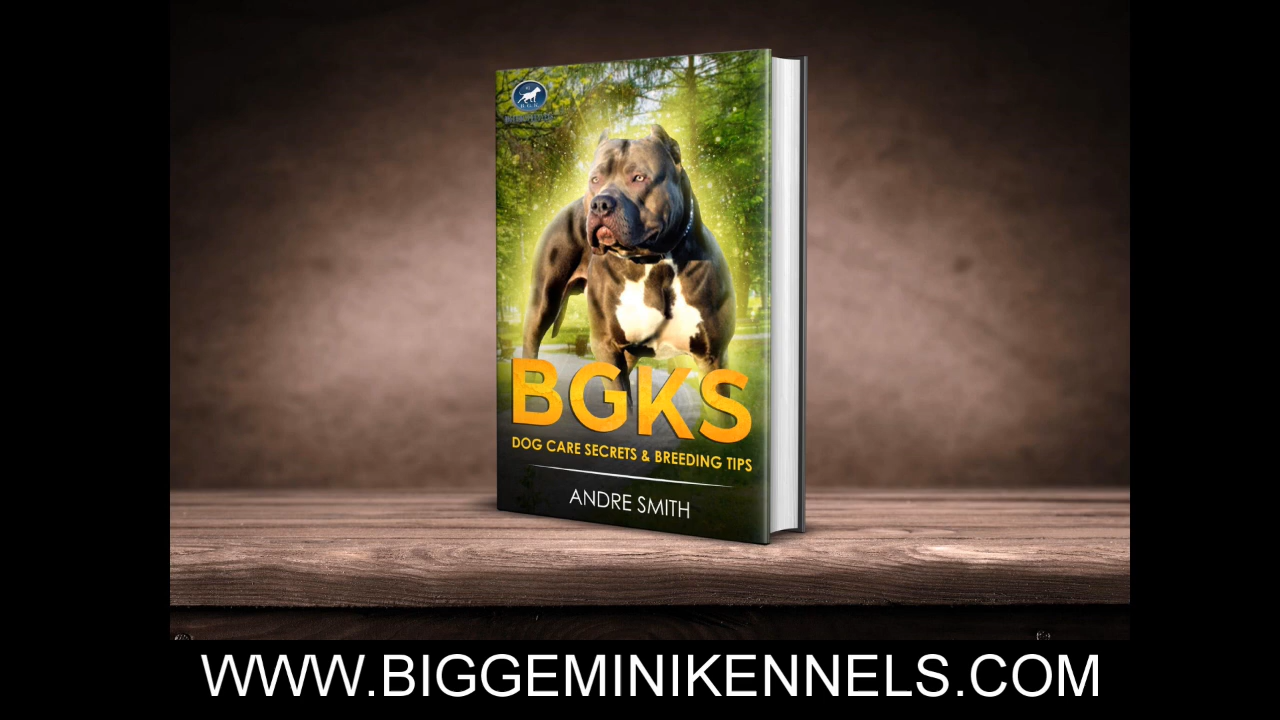 B.G.K.
BGKS
DOG CARE SECRETS & BREEDING TIPS
ANDRE SMITH
WWW.BIGGEMINIKENNELS.COM